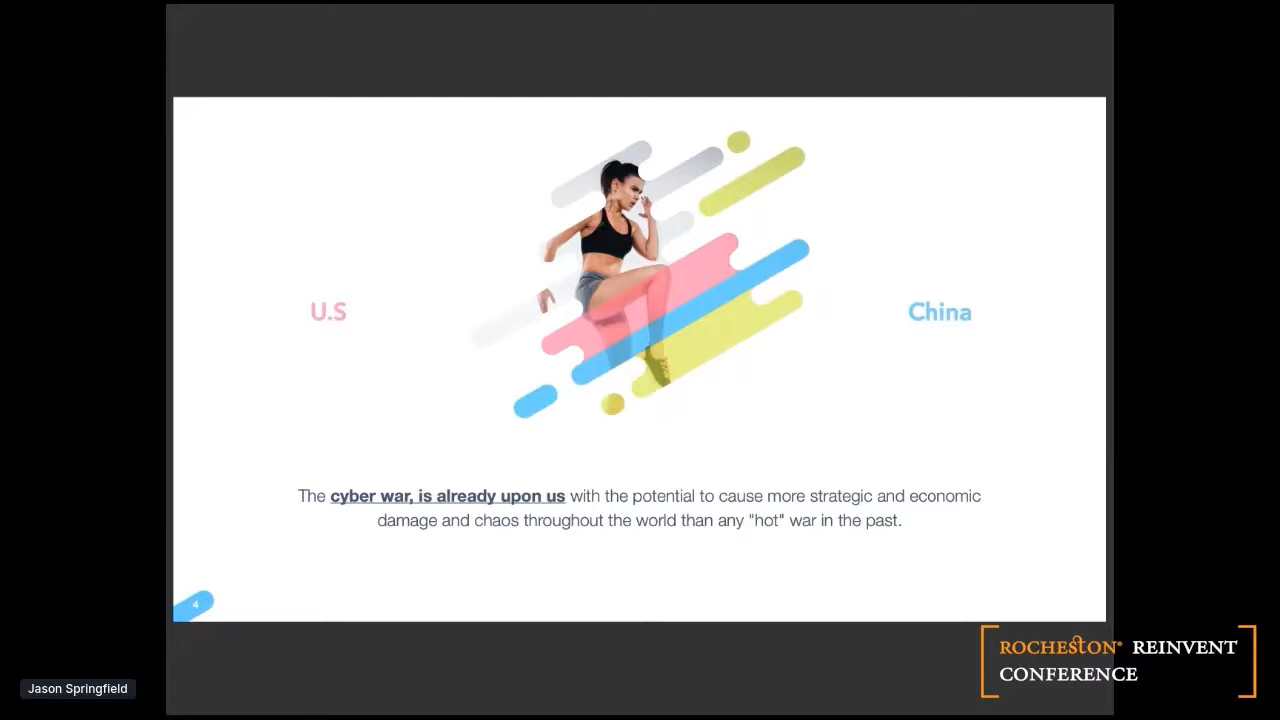 U.S
China
The cyber war, is already upon us with the potential to cause more strategic and economic
damage and chaos throughout the world than any "hot" war in the past.
4
ROCHESTON® REINVENT
CONFERENCE
Jason Springfield